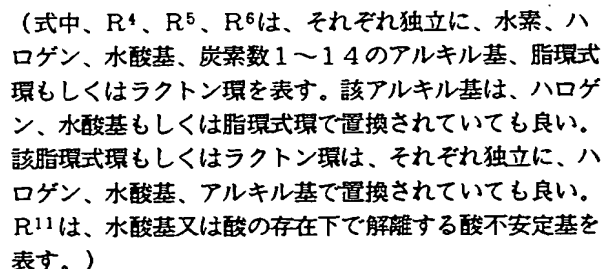 （式中、R⁴、R⁵、R⁶は、それぞれ独立に、水素、ハ
ロゲン、水酸基、炭素数１～１４のアルキル基、脂環式
環もしくはラクトン環を表す。該アルキル基は、ハロゲ
ン、水酸基もしくは脂環式環で置換されていても良い。
該脂環式環もしくはラクトン環は、それぞれ独立に、ハ
ロゲン、水酸基、アルキル基で置換されていても良い。
R¹¹は、水酸基又は酸の存在下で解離する酸不安定基を
表す。）